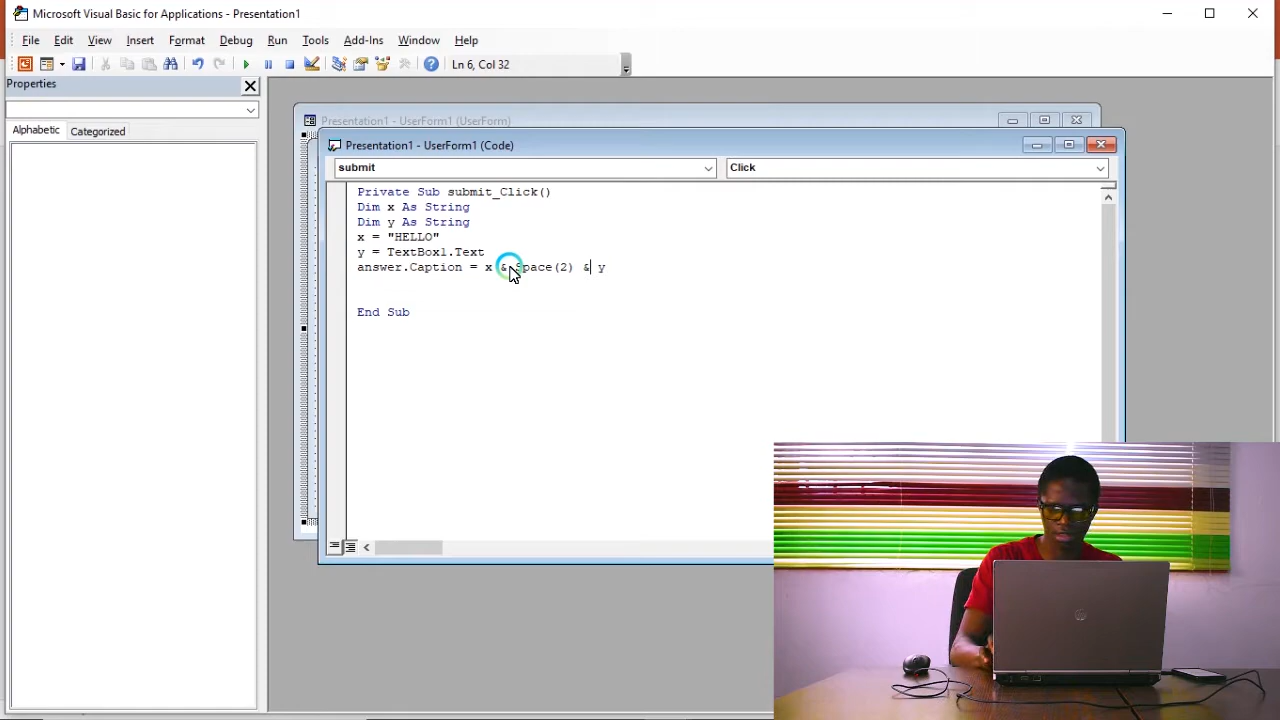 Microsoft Visual Basic for Applications - Presentation1
File Edit View Insert Format Debug Run Tools Add-Ins Window Help
Ln 6, Col 32
Properties
Alphabetic Categorized
Presentation1 - UserForm1 (UserForm)
Presentation1 - UserForm1 (Code)
submit Click
Private Sub submit_Click()
Dim x As String
Dim y As String
x = "HELLO"
y = TextBox1.Text
answer.Caption = x & Space(2) & y
End Sub